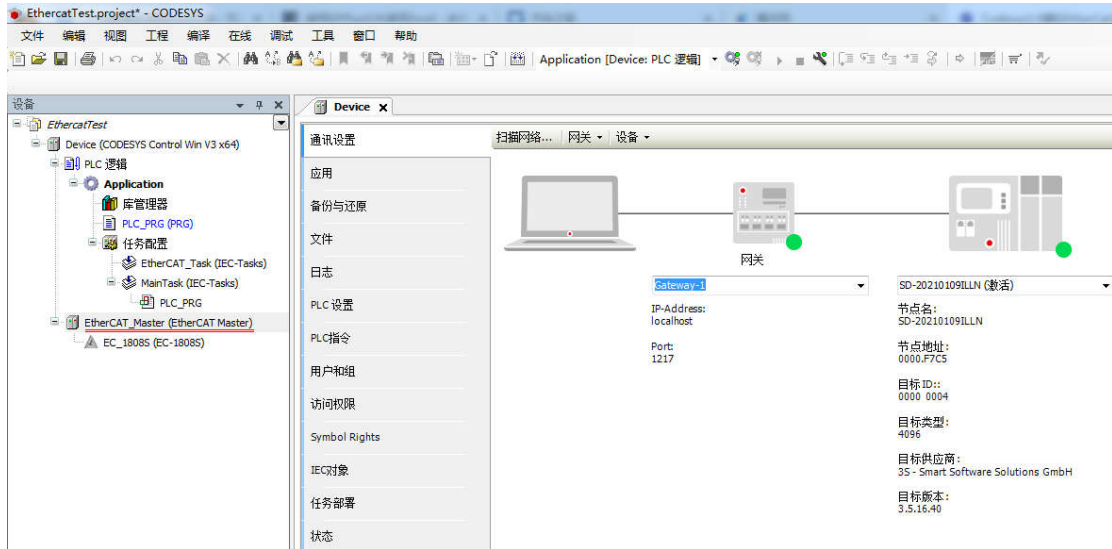 EthercatTest.project* - CODESYS
文件 编辑 视图 工程 编译 在线 调试 工具 窗口 帮助
Application [Device: PLC 逻辑]
设备
EthercatTest
Device (CODESYS Control Win V3 x64)
PLC 逻辑
Application
库管理器
PLC_PRG (PRG)
任务配置
EtherCAT_Task (IEC-Tasks)
MainTask (IEC-Tasks)
PLC_PRG
EtherCAT_Master (EtherCAT Master)
EC_1808S (EC-1808S)
Device
通讯设置
应用
备份与还原
文件
日志
PLC 设置
PLC指令
用户和组
访问权限
Symbol Rights
IEC对象
任务部署
状态
扫描网络... 网关 设备
网关
Gateway-1
IP-Address:
localhost
Port:
1217
SD-20210109ILLN (激活)
节点名:
SD-20210109ILLN
节点地址:
0000.F7C5
目标 ID::
0000 0004
目标类型:
4096
目标供应商:
3S - Smart Software Solutions GmbH
目标版本:
3.5.16.40